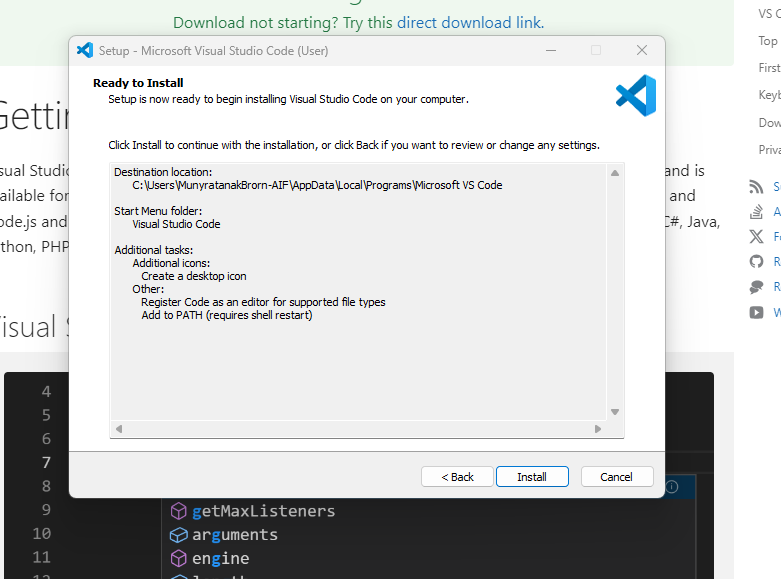 Download not starting? Try this direct download link.
Setup - Microsoft Visual Studio Code (User)
Ready to Install
Setup is now ready to begin installing Visual Studio Code on your computer.
Click Install to continue with the installation, or click Back if you want to review or change any settings.
Destination location:
C:\Users\MunyratanakBrorn-AIF\AppData\Local\Programs\Microsoft VS Code
Start Menu folder:
Visual Studio Code
Additional tasks:
Additional icons:
Create a desktop icon
Other:
Register Code as an editor for supported file types
Add to PATH (requires shell restart)
< Back
Install
Cancel
Getti
sual Studi
and is
ailable for
and
ode.js and
C#, Java,
thon, PHP
isual S
4
5
6
7
8
9
10
11
getMaxListeners
arguments
engine
VS C
Top
First
Keyb
Dow
Priva
S
A
F
R
R
W